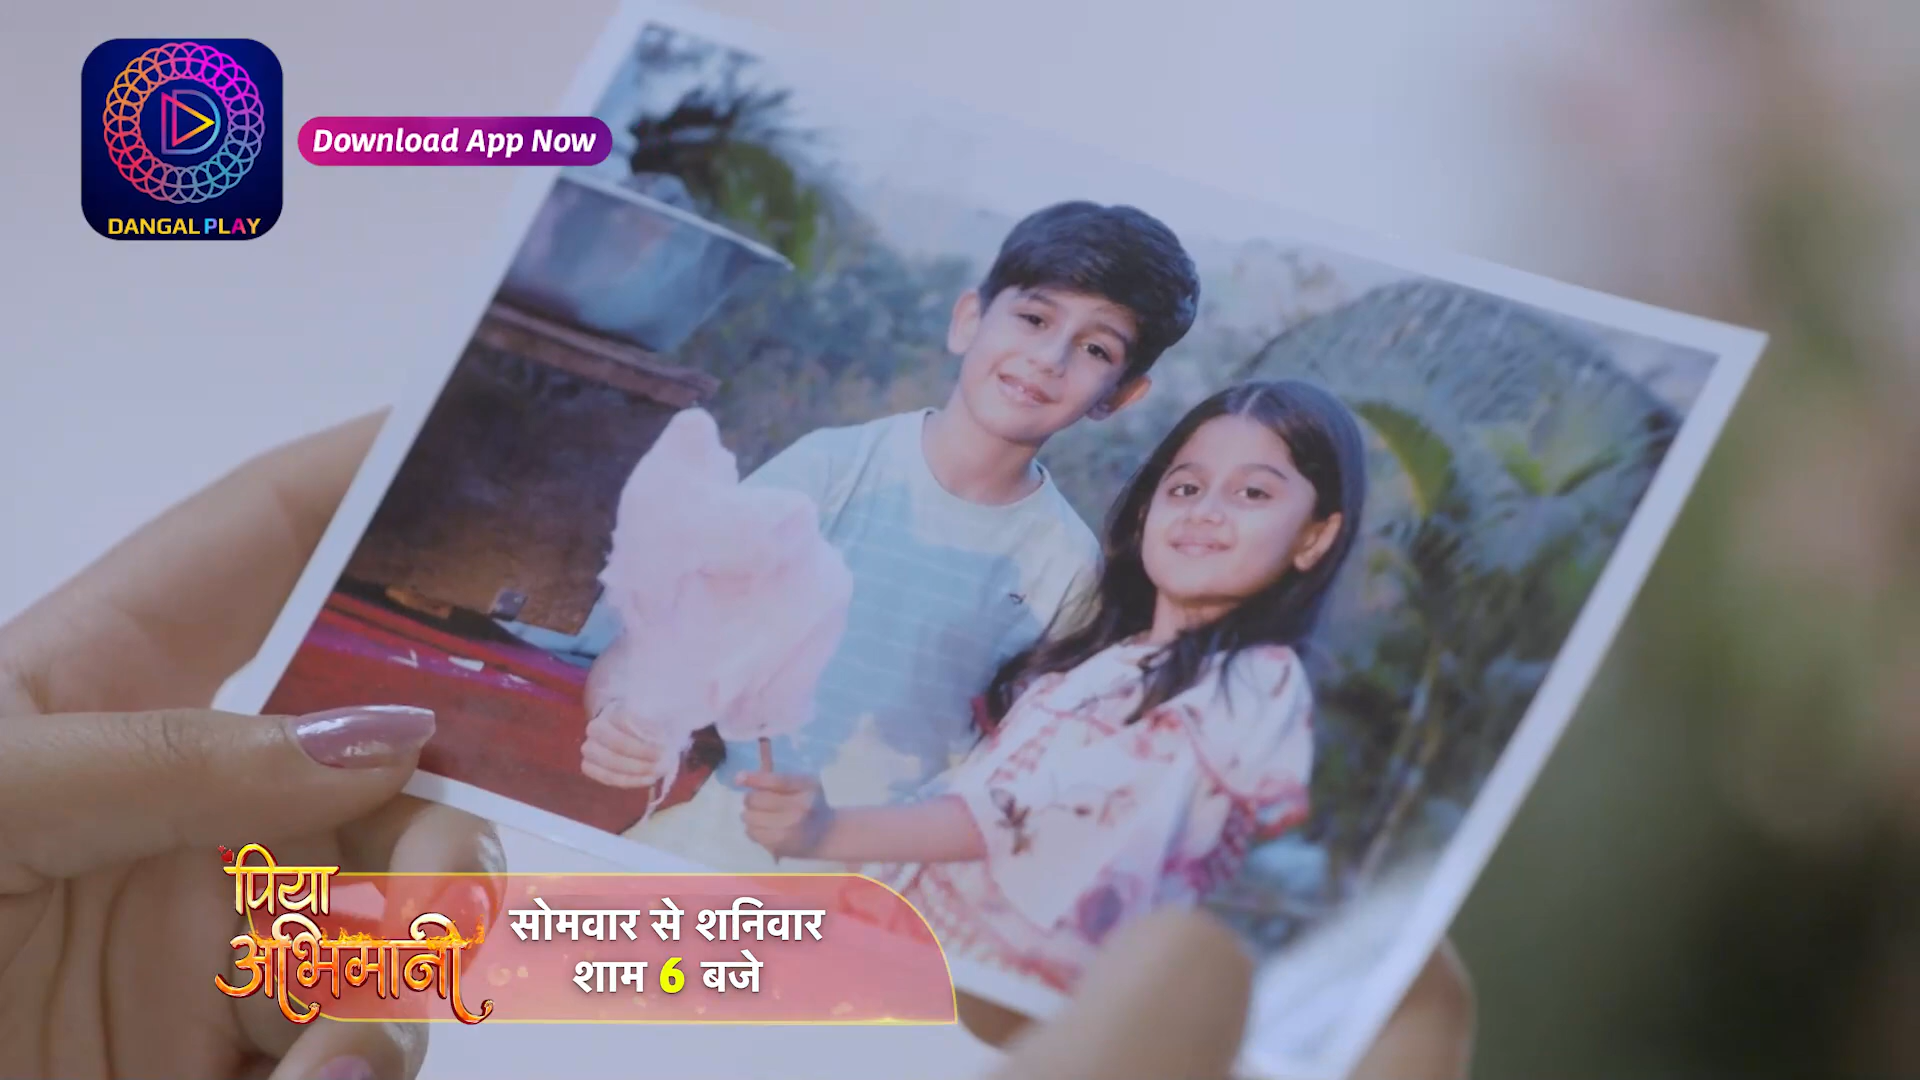 DANGAL PLAY
Download App Now
पिया
अभिमानी
सोमवार से शनिवार
शाम 6 बजे